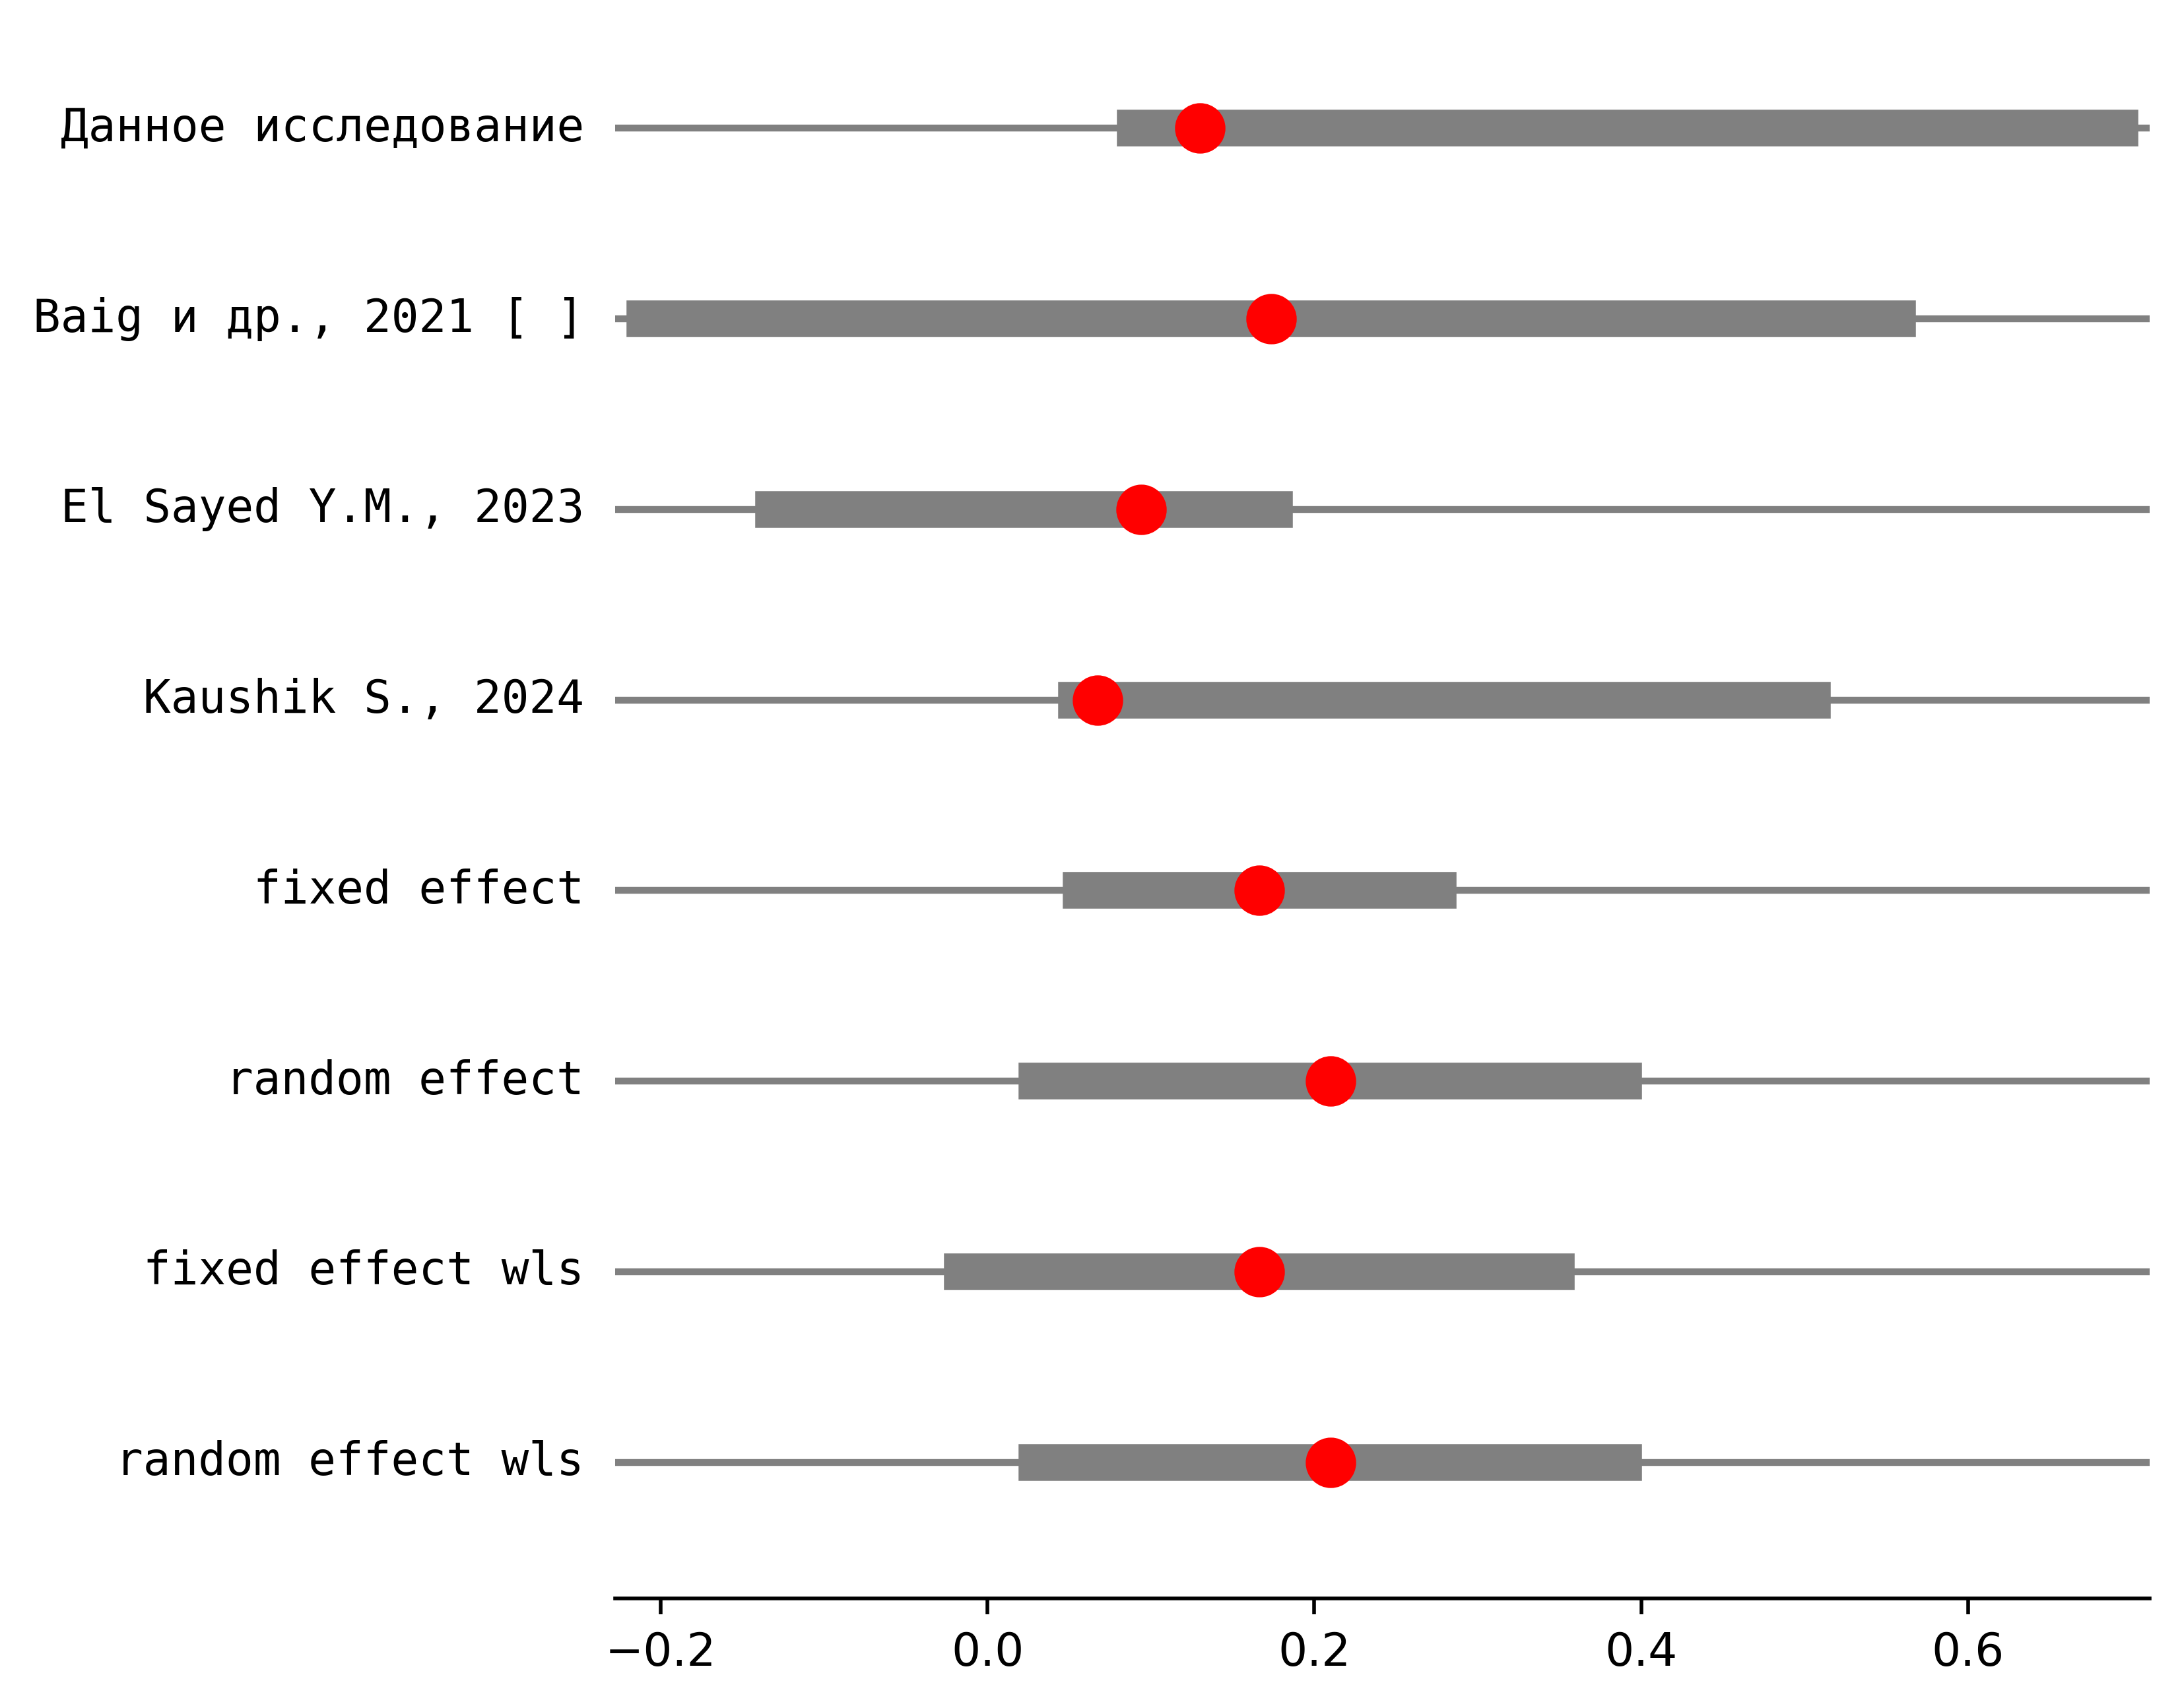 Данное исследование
Baig и др., 2021 [ ]
El Sayed Y.M., 2023
Kaushik S., 2024
fixed effect
random effect
fixed effect wls
random effect wls
−0.2 0.0 0.2 0.4 0.6